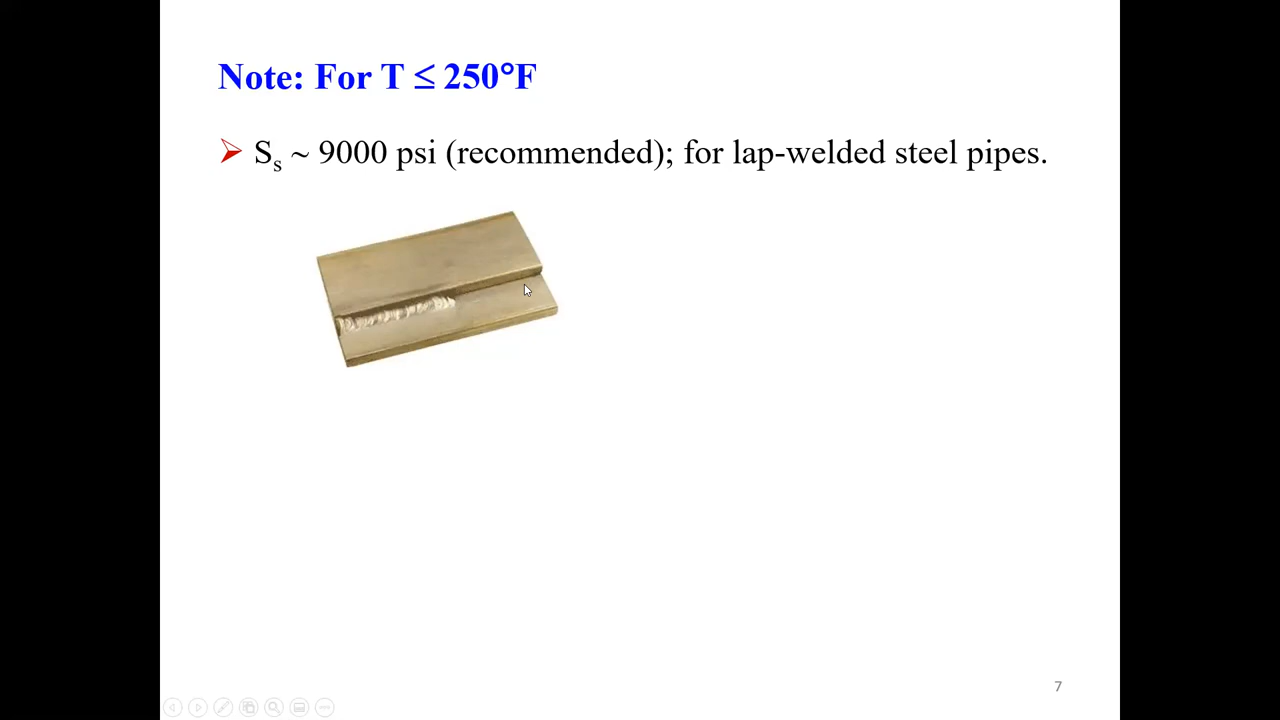 Note: For T ≤ 250°F
Ss ~ 9000 psi (recommended); for lap-welded steel pipes.
7